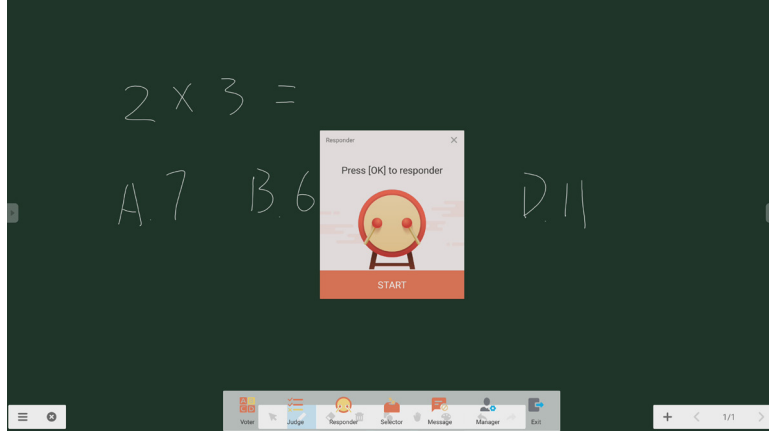 2 × 3 =
Responder
Press [OK] to responder
A.7 B.6 D.11
START
Voter Judge Responder Selector Message Manager Exit
1/1